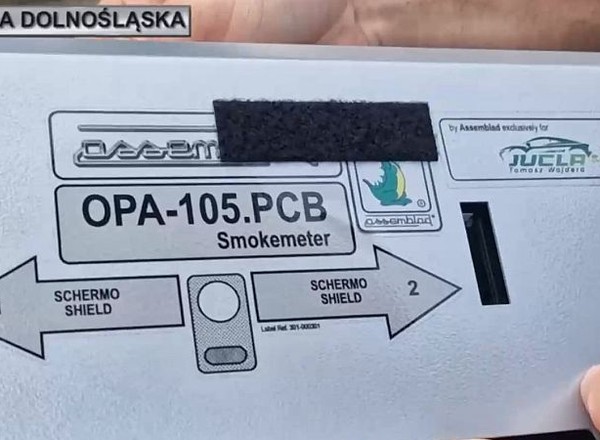 A DOLNOŚLĄSKA
assem
by Assemblad exclusively for
JUCLA
Tomasz Wojdera
®
assemblad®
OPA-105.PCB
Smokemeter
SCHERMO
SHIELD
SCHERMO
SHIELD
2
Label Ref. 301-000301